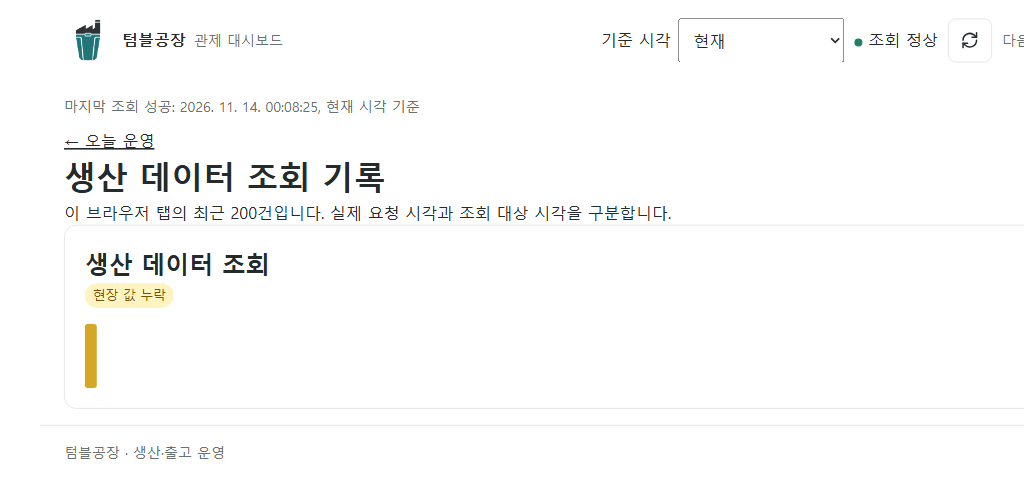 텀블공장 관제 대시보드 기준 시각 현재 조회 정상 다음
마지막 조회 성공: 2026. 11. 14. 00:08:25, 현재 시각 기준
← 오늘 운영
생산 데이터 조회 기록
이 브라우저 탭의 최근 200건입니다. 실제 요청 시각과 조회 대상 시각을 구분합니다.
생산 데이터 조회
현장 값 누락
텀블공장 · 생산·출고 운영